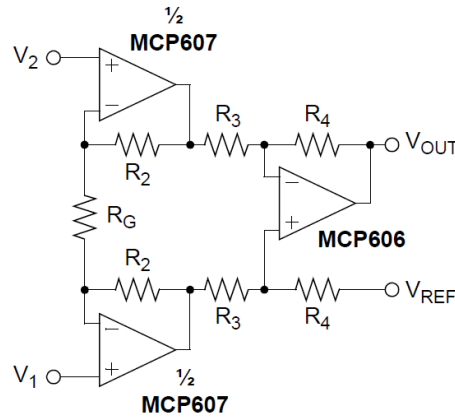 ½
MCP607
V2
R3
R4
VOUT
R2
RG
MCP606
R2
R3
R4
VREF
V1
½
MCP607